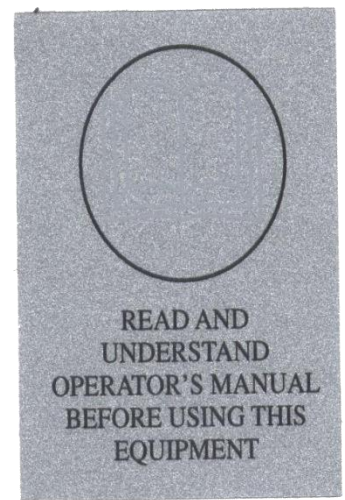 READ AND
UNDERSTAND
OPERATOR'S MANUAL
BEFORE USING THIS
EQUIPMENT